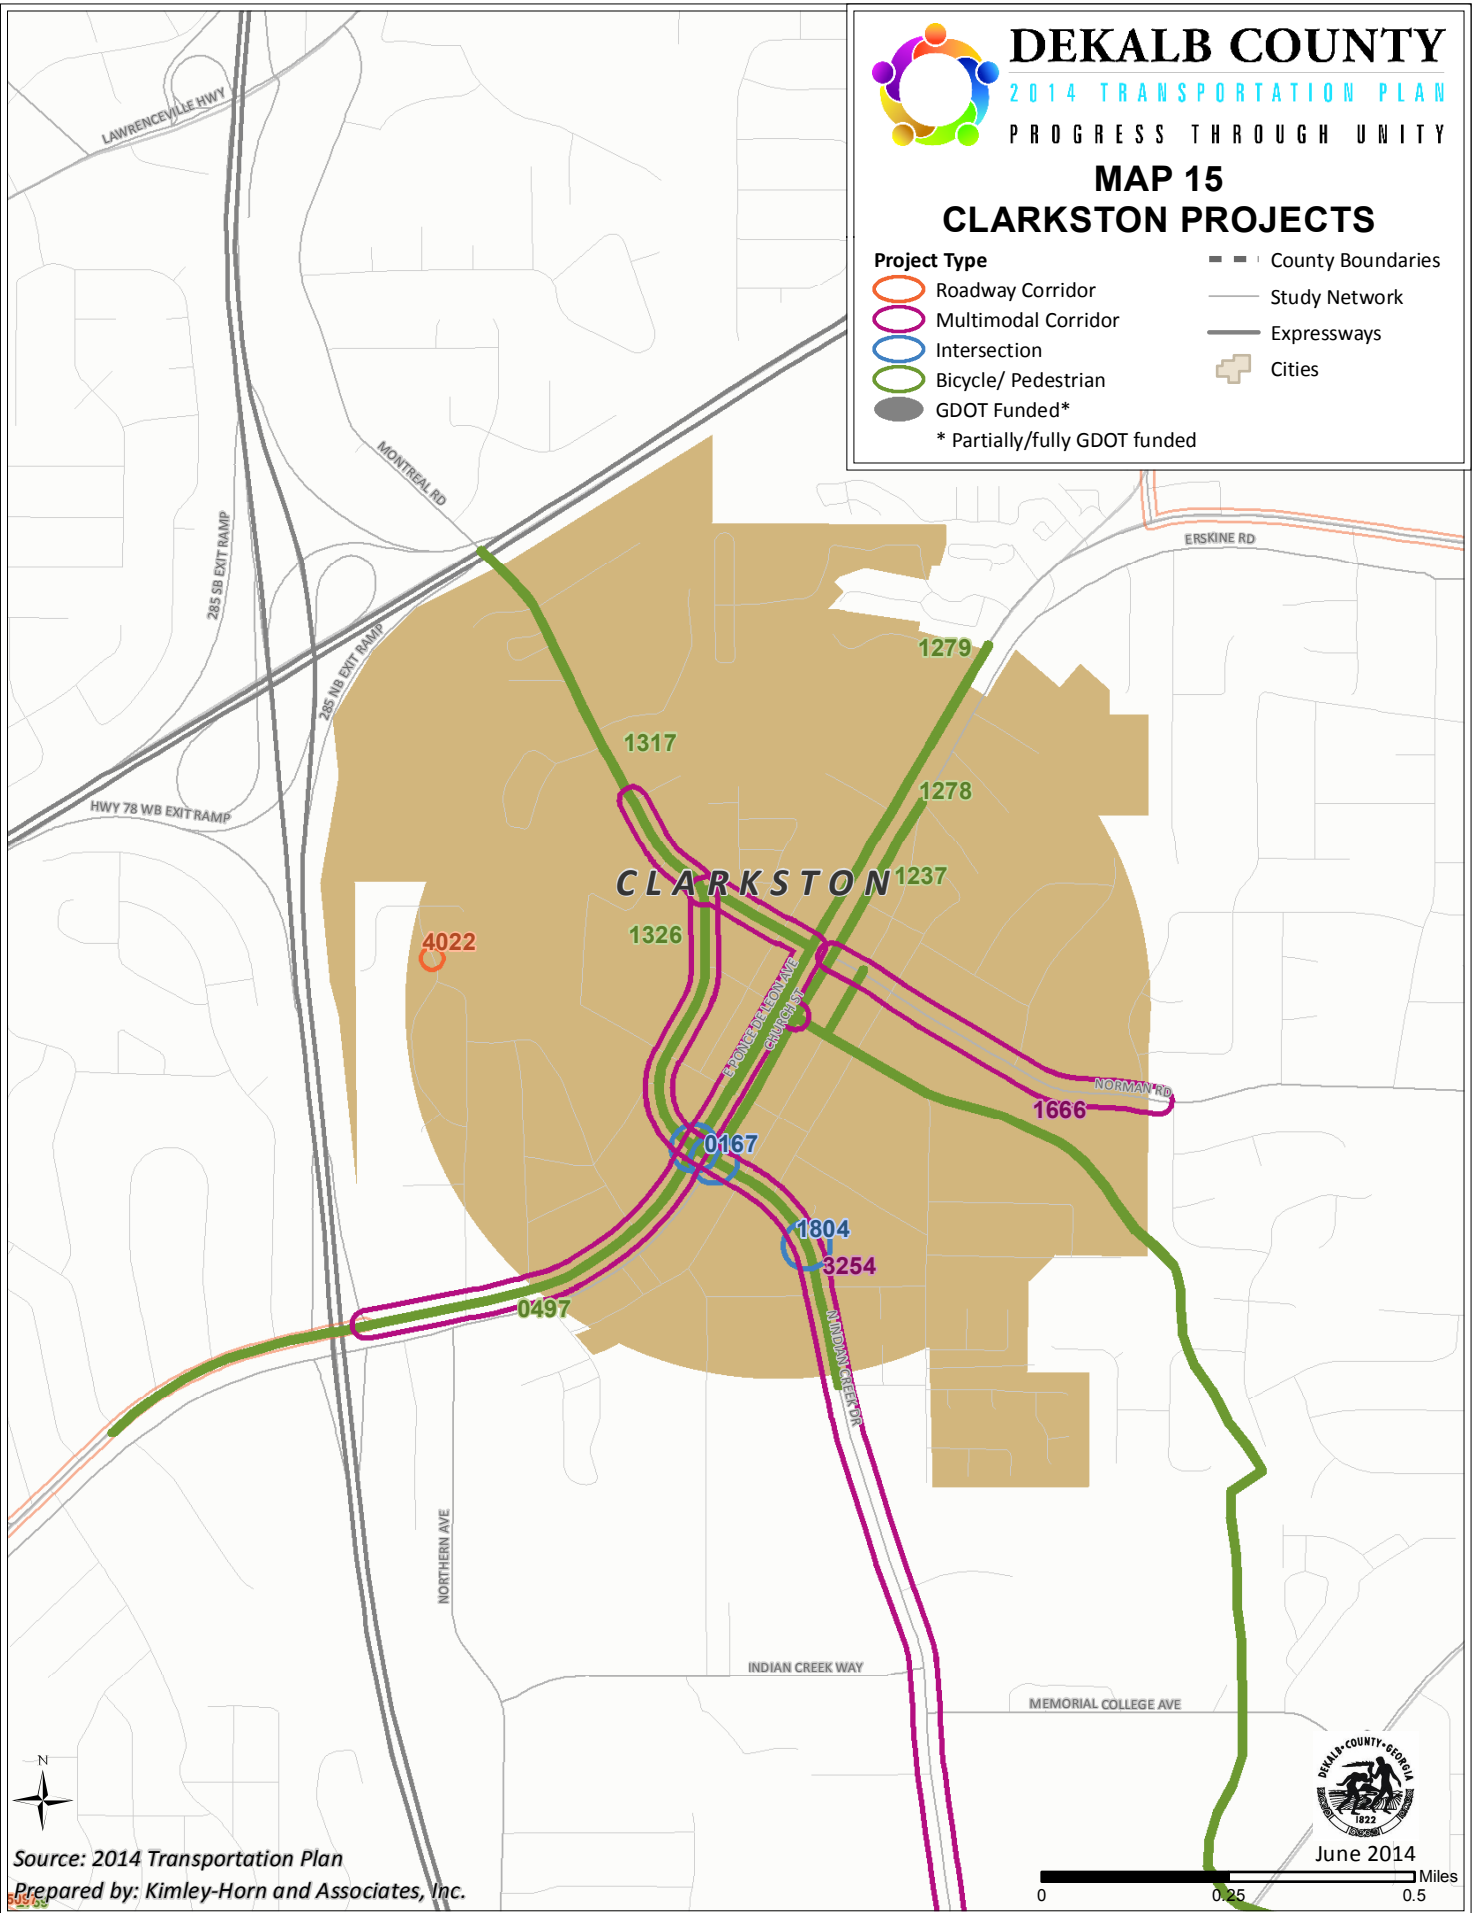 DEKALB COUNTY
2014 TRANSPORTATION PLAN
PROGRESS THROUGH UNITY
MAP 15
CLARKSTON PROJECTS
Project Type
Roadway Corridor
Multimodal Corridor
Intersection
Bicycle/ Pedestrian
GDOT Funded*
* Partially/fully GDOT funded
County Boundaries
Study Network
Expressways
Cities
LAWRENCEVILLE HWY
MONTREAL RD
285 SB EXIT RAMP
285 NB EXIT RAMP
HWY 78 WB EXIT RAMP
ERSKINE RD
1279
1317
1278
CLARKSTON
1237
1326
4022
E PONCE DE LEON AVE
CHURCH ST
NORMAN RD
1666
0167
1804
3254
0497
N INDIAN CREEK DR
NORTHERN AVE
INDIAN CREEK WAY
MEMORIAL COLLEGE AVE
N
DEKALB•COUNTY•GEORGIA
1822
June 2014
Source: 2014 Transportation Plan
Prepared by: Kimley-Horn and Associates, Inc.
Miles
0 0.25 0.5